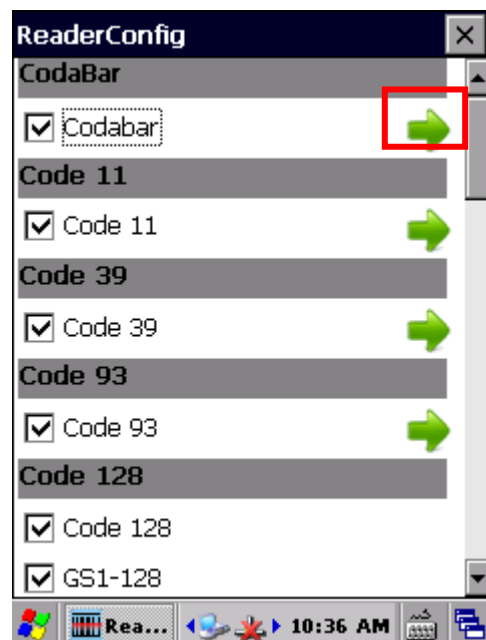 ReaderConfig
CodaBar
Codabar
Code 11
Code 11
Code 39
Code 39
Code 93
Code 93
Code 128
Code 128
GS1-128
Rea... 10:36 AM